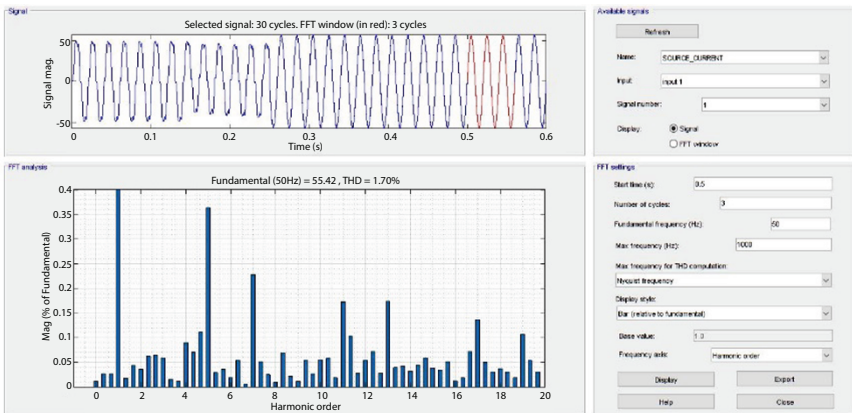 Signal
Selected signal: 30 cycles. FFT window (in red): 3 cycles
Signal mag.
50
0
-50
0 0.1 0.2 0.3 0.4 0.5 0.6
Time (s)
FFT analysis
Fundamental (50Hz) = 55.42 , THD = 1.70%
Mag (% of Fundamental)
0.4
0.35
0.3
0.25
0.2
0.15
0.1
0.05
0
0 2 4 6 8 10 12 14 16 18 20
Harmonic order
Available signals
Refresh
Name: SOURCE_CURRENT
Input input 1
Signal number: 1
Display: Signal
FFT window
FFT settings
Start time (s): 0.5
Number of cycles: 3
Fundamental frequency (Hz): 50
Max frequency (Hz): 1000
Max frequency for THD computation:
Nyquist frequency
Display style:
Bar (relative to fundamental)
Base value: 1.0
Frequency axis: Harmonic order
Display Export
Help Close